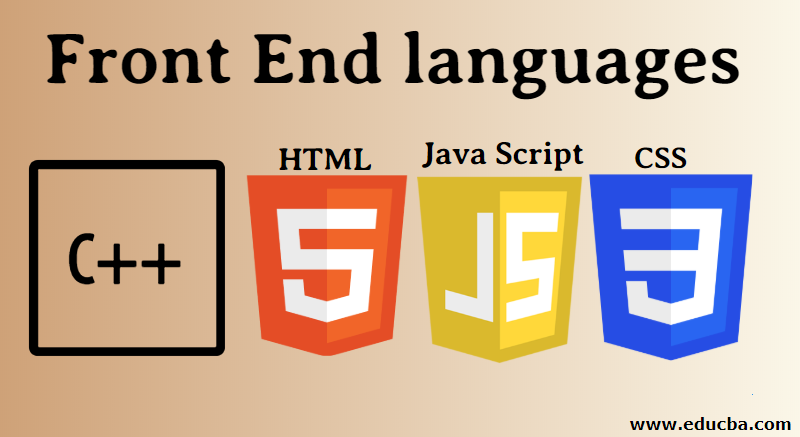 Front End languages
HTML
Java Script
CSS
C++
5
JS
3
www.educba.com